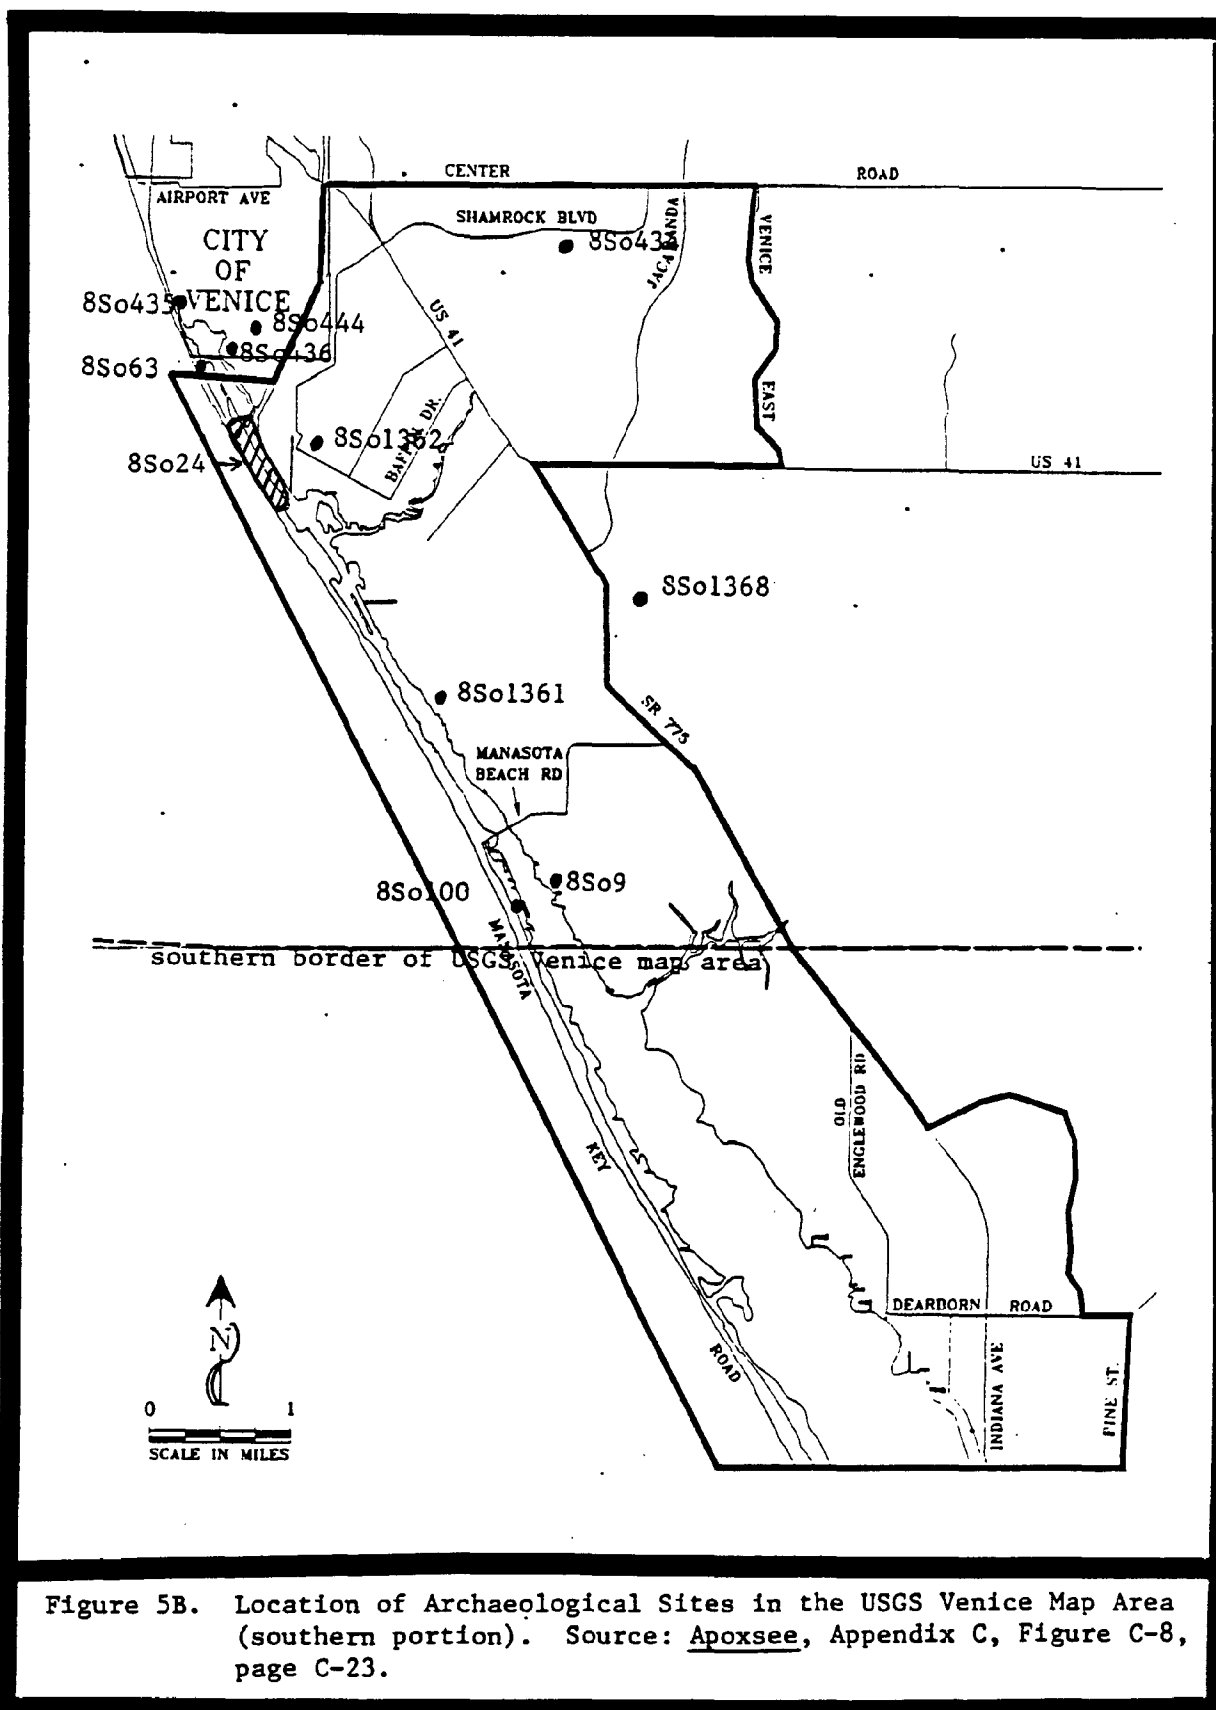 CENTER ROAD
AIRPORT AVE
SHAMROCK BLVD
CITY
OF
VENICE
JACARANDA
VENICE
EAST
8So435
8So444
8So436
8So63
US 41
BAFFIN DR.
8So1362
8So24
US 41
8So1368
8So1361
SR 775
MANASOTA
BEACH RD
8So100
8So9
MANASOTA
southern border of USGS Venice map area
KEY
ROAD
OLD
ENGLEWOOD RD
DEARBORN ROAD
INDIANA AVE
PINE ST.
N
0 1
SCALE IN MILES
Figure 5B. Location of Archaeological Sites in the USGS Venice Map Area
(southern portion). Source: Apoxsee, Appendix C, Figure C-8,
page C-23.